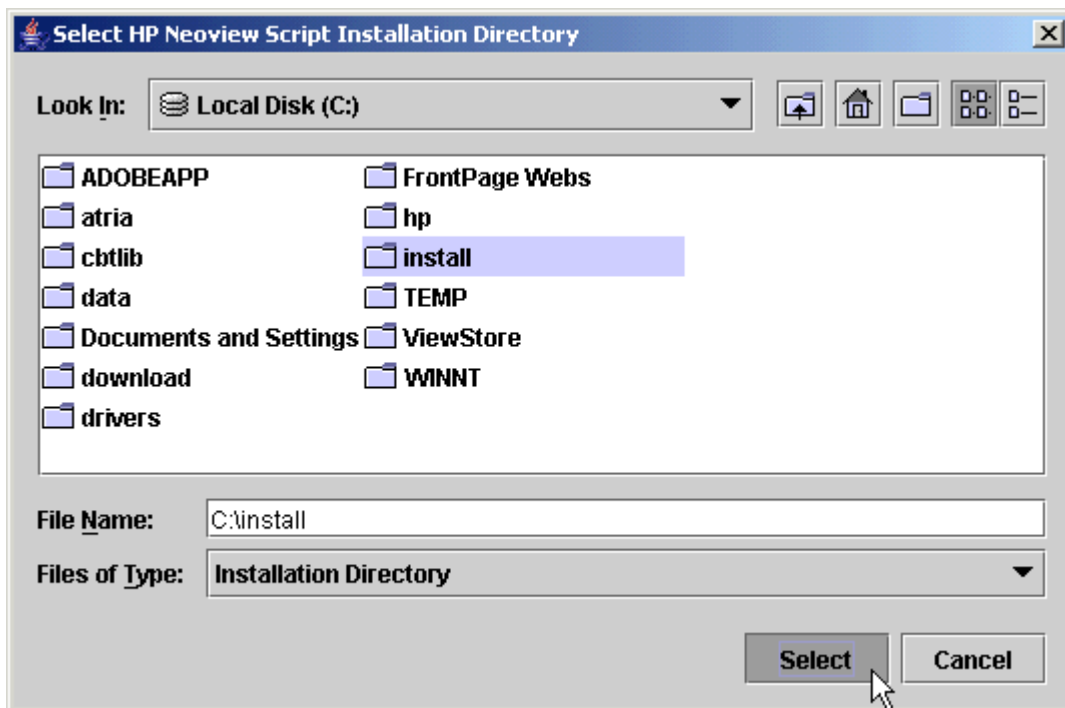 Select HP Neoview Script Installation Directory
Look In: Local Disk (C:)
ADOBEAPP
atria
cbtlib
data
Documents and Settings
download
drivers
FrontPage Webs
hp
install
TEMP
ViewStore
WINNT
File Name: C:\install
Files of Type: Installation Directory
Select Cancel